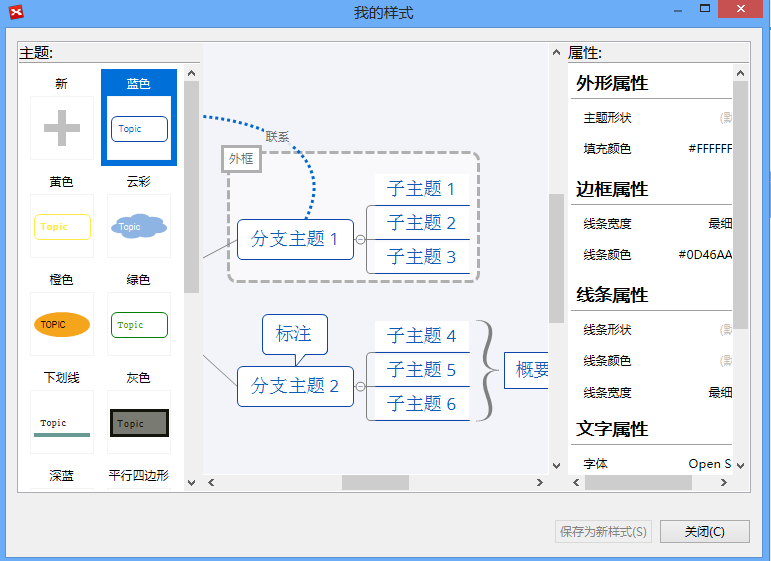 我的样式
主题:
新
蓝色
Topic
黄色
云彩
Topic
Topic
橙色
绿色
TOPIC
Topic
下划线
灰色
Topic
Topic
深蓝
平行四边形
联系
外框
分支主题 1
子主题 1
子主题 2
子主题 3
标注
分支主题 2
子主题 4
子主题 5
子主题 6
概要
属性:
外形属性
主题形状
填充颜色 #FFFFFF
边框属性
线条宽度 最细
线条颜色 #0D46AA
线条属性
线条形状
线条颜色
线条宽度 最细
文字属性
字体 Open S
保存为新样式(S)
关闭(C)